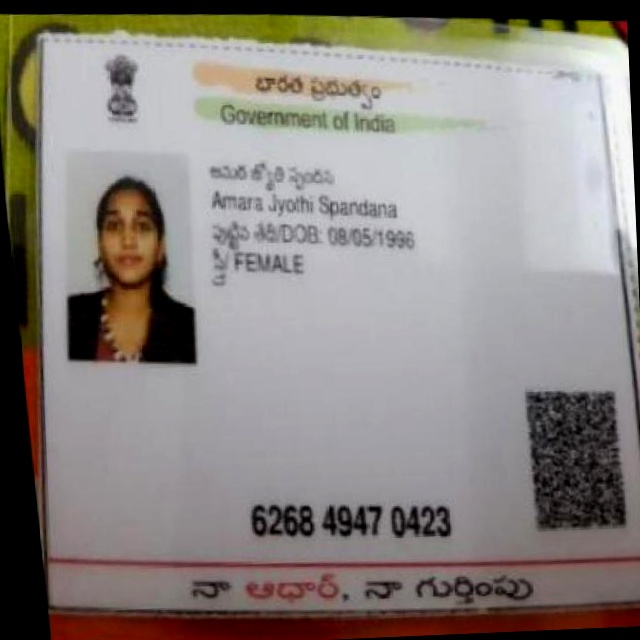 భారత ప్రభుత్వం
Government of India
అమర జ్యోతి స్పందన
Amara Jyothi Spandana
పుట్టిన తేదీ/DOB: 08/05/1996
స్త్రీ/ FEMALE
6268 4947 0423
నా ఆధార్, నా గుర్తింపు